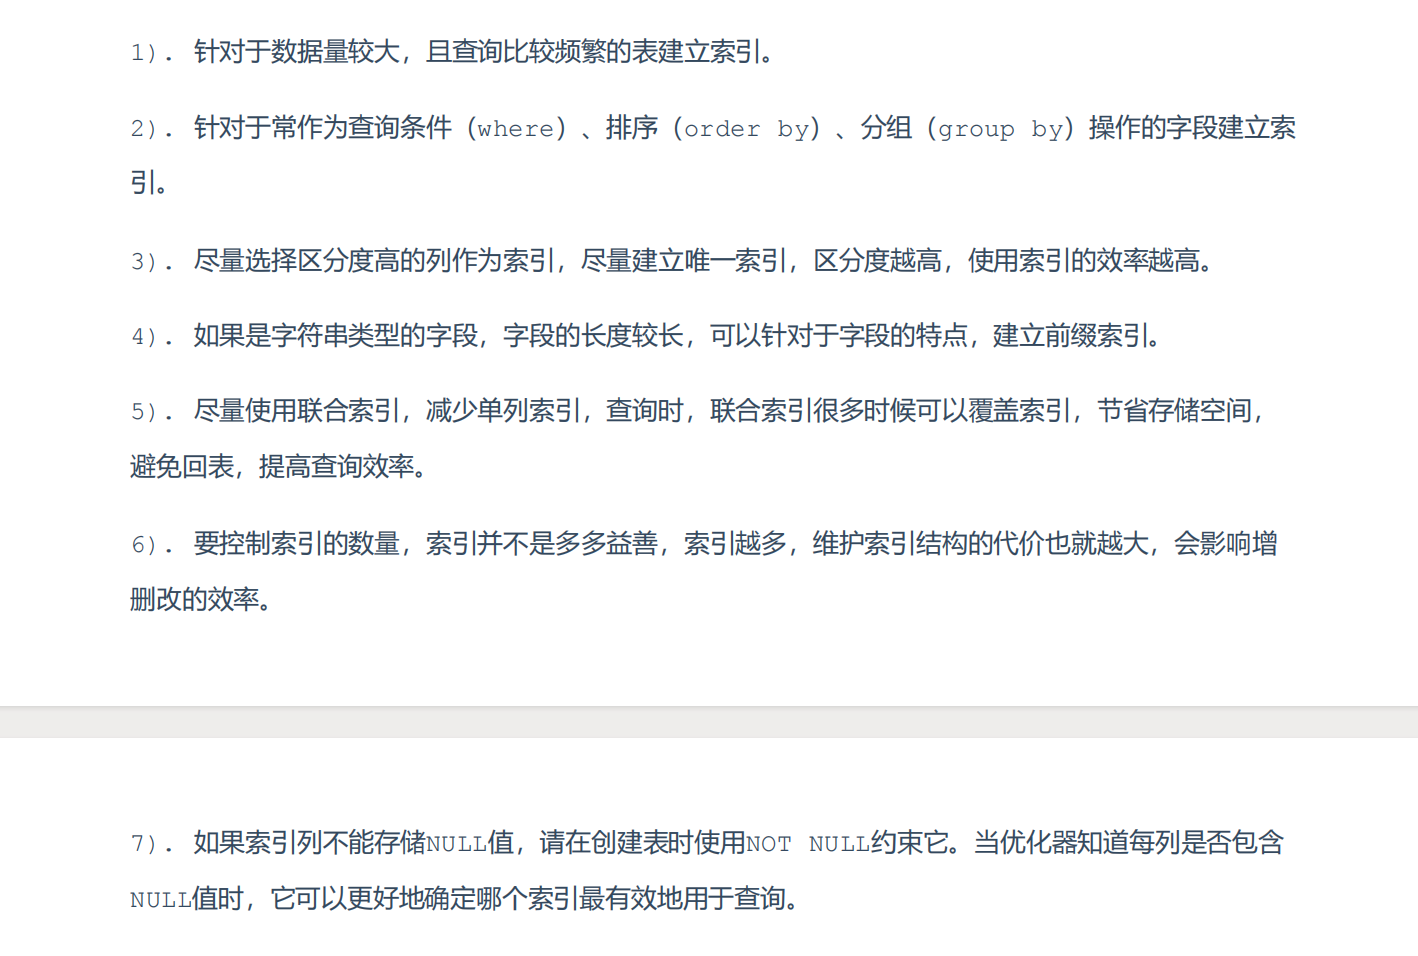 1). 针对于数据量较大，且查询比较频繁的表建立索引。
2). 针对于常作为查询条件（where）、排序（order by）、分组（group by）操作的字段建立索
引。
3). 尽量选择区分度高的列作为索引，尽量建立唯一索引，区分度越高，使用索引的效率越高。
4). 如果是字符串类型的字段，字段的长度较长，可以针对于字段的特点，建立前缀索引。
5). 尽量使用联合索引，减少单列索引，查询时，联合索引很多时候可以覆盖索引，节省存储空间，
避免回表，提高查询效率。
6). 要控制索引的数量，索引并不是多多益善，索引越多，维护索引结构的代价也就越大，会影响增
删改的效率。
7). 如果索引列不能存储NULL值，请在创建表时使用NOT NULL约束它。当优化器知道每列是否包含
NULL值时，它可以更好地确定哪个索引最有效地用于查询。